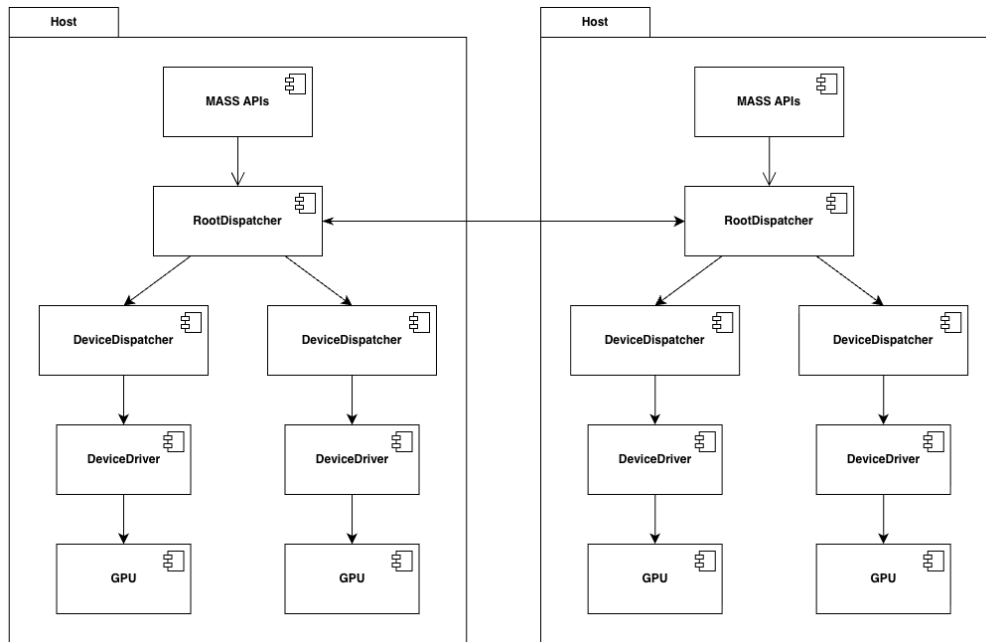 Host
Host
MASS APIs
MASS APIs
RootDispatcher
RootDispatcher
DeviceDispatcher
DeviceDispatcher
DeviceDispatcher
DeviceDispatcher
DeviceDriver
DeviceDriver
DeviceDriver
DeviceDriver
GPU
GPU
GPU
GPU